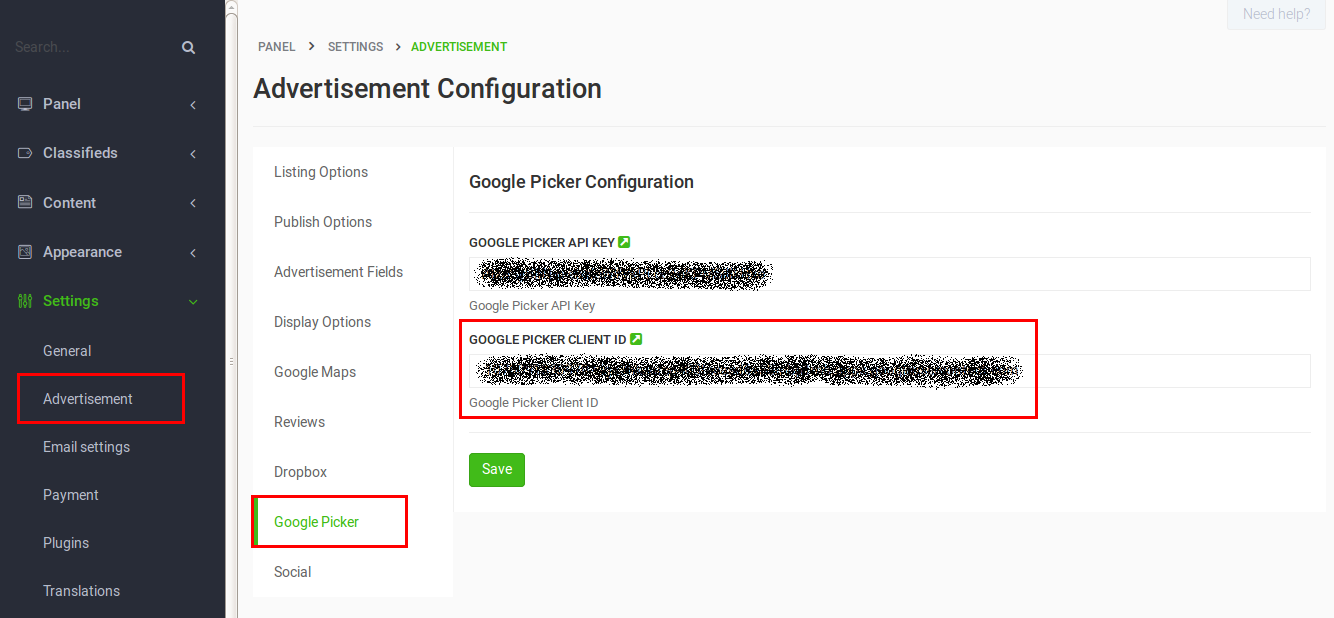 Need help?
Search...
Panel
Classifieds
Content
Appearance
Settings
General
Advertisement
Email settings
Payment
Plugins
Translations
PANEL > SETTINGS > ADVERTISEMENT
Advertisement Configuration
Listing Options
Publish Options
Advertisement Fields
Display Options
Google Maps
Reviews
Dropbox
Google Picker
Social
Google Picker Configuration
GOOGLE PICKER API KEY
Google Picker API Key
GOOGLE PICKER CLIENT ID
Google Picker Client ID
Save